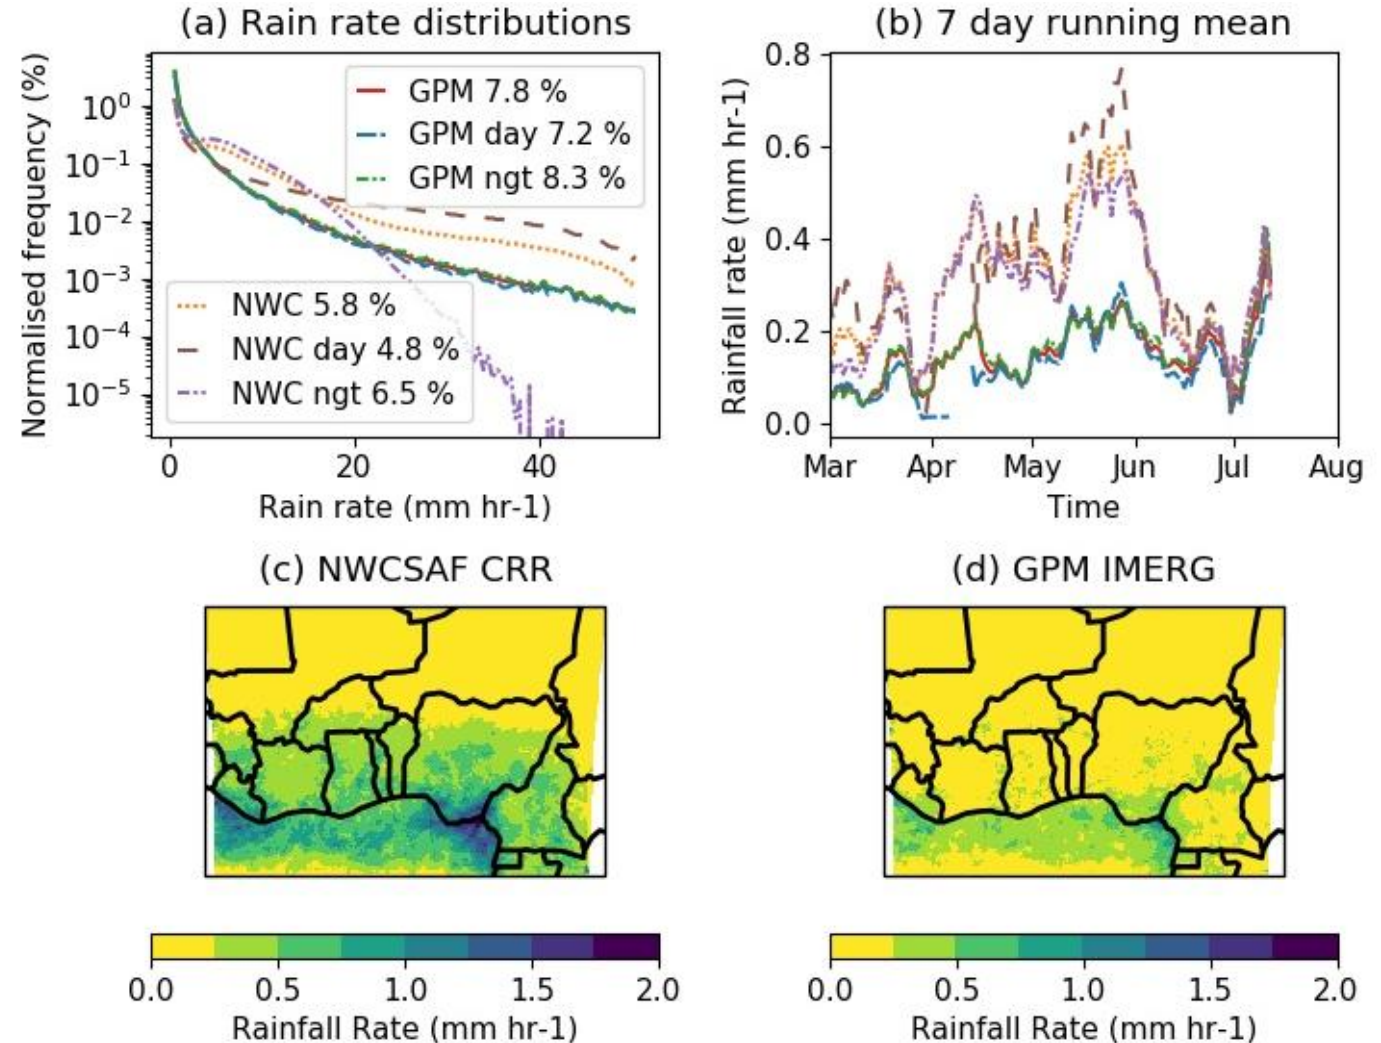 (a) Rain rate distributions
Normalised frequency (%)
10⁰
10⁻¹
10⁻²
10⁻³
10⁻⁴
10⁻⁵
GPM 7.8 %
GPM day 7.2 %
GPM ngt 8.3 %
NWC 5.8 %
NWC day 4.8 %
NWC ngt 6.5 %
0 20 40
Rain rate (mm hr-1)
(b) 7 day running mean
Rainfall rate (mm hr-1)
0.8
0.6
0.4
0.2
0.0
Mar Apr May Jun Jul Aug
Time
(c) NWCSAF CRR
0.0 0.5 1.0 1.5 2.0
Rainfall Rate (mm hr-1)
(d) GPM IMERG
0.0 0.5 1.0 1.5 2.0
Rainfall Rate (mm hr-1)